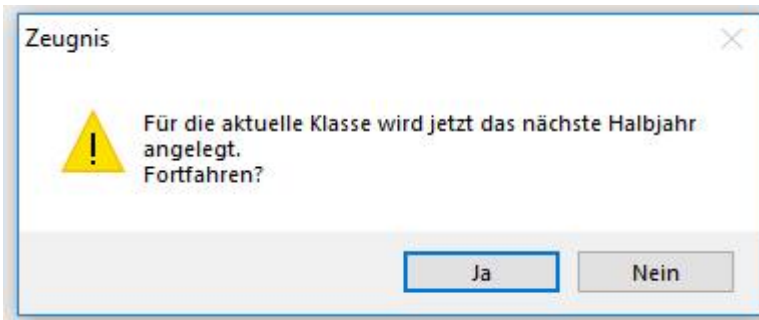 Zeugnis
Für die aktuelle Klasse wird jetzt das nächste Halbjahr
angelegt.
Fortfahren?
Ja
Nein